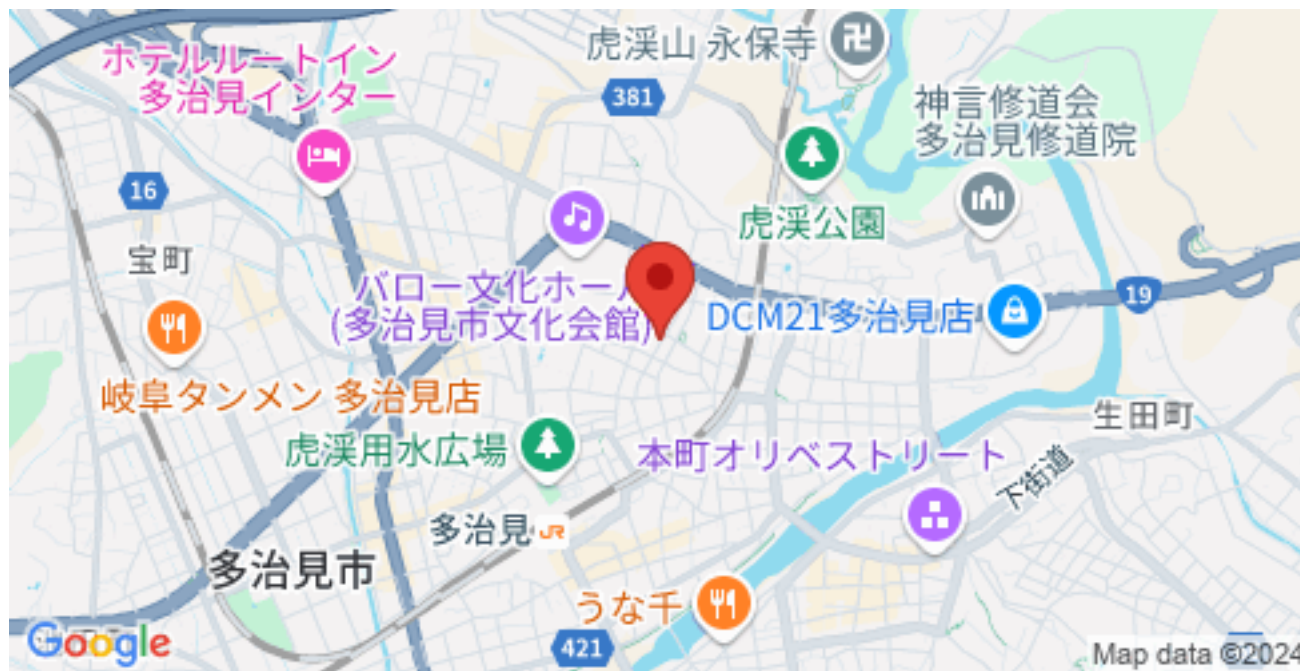 虎渓山 永保寺
ホテルルートイン
多治見インター
381
神言修道会
多治見修道院
16
虎渓公園
宝町
バロー文化ホー
(多治見市文化会館)
19
DCM21多治見店
岐阜タンメン 多治見店
生田町
虎渓用水広場
本町オリベストリート
下街道
多治見 JR
多治見市
うな千
421
Google
Map data ©2024